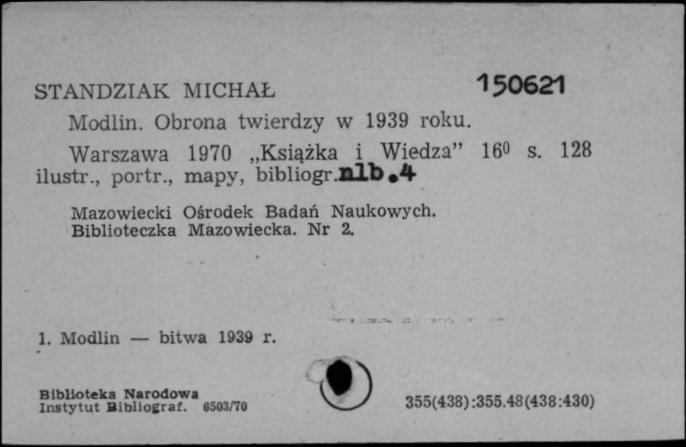 STANDZIAK MICHAŁ 150621
Modlin. Obrona twierdzy w 1939 roku.
Warszawa 1970 „Książka i Wiedza” 16⁰ s. 128
ilustr., portr., mapy, bibliogr.nlb.4
Mazowiecki Ośrodek Badań Naukowych.
Biblioteczka Mazowiecka. Nr 2.
1. Modlin — bitwa 1939 r.
Biblioteka Narodowa
Instytut Bibliograf. 6503/70 355(438):355.48(438:430)